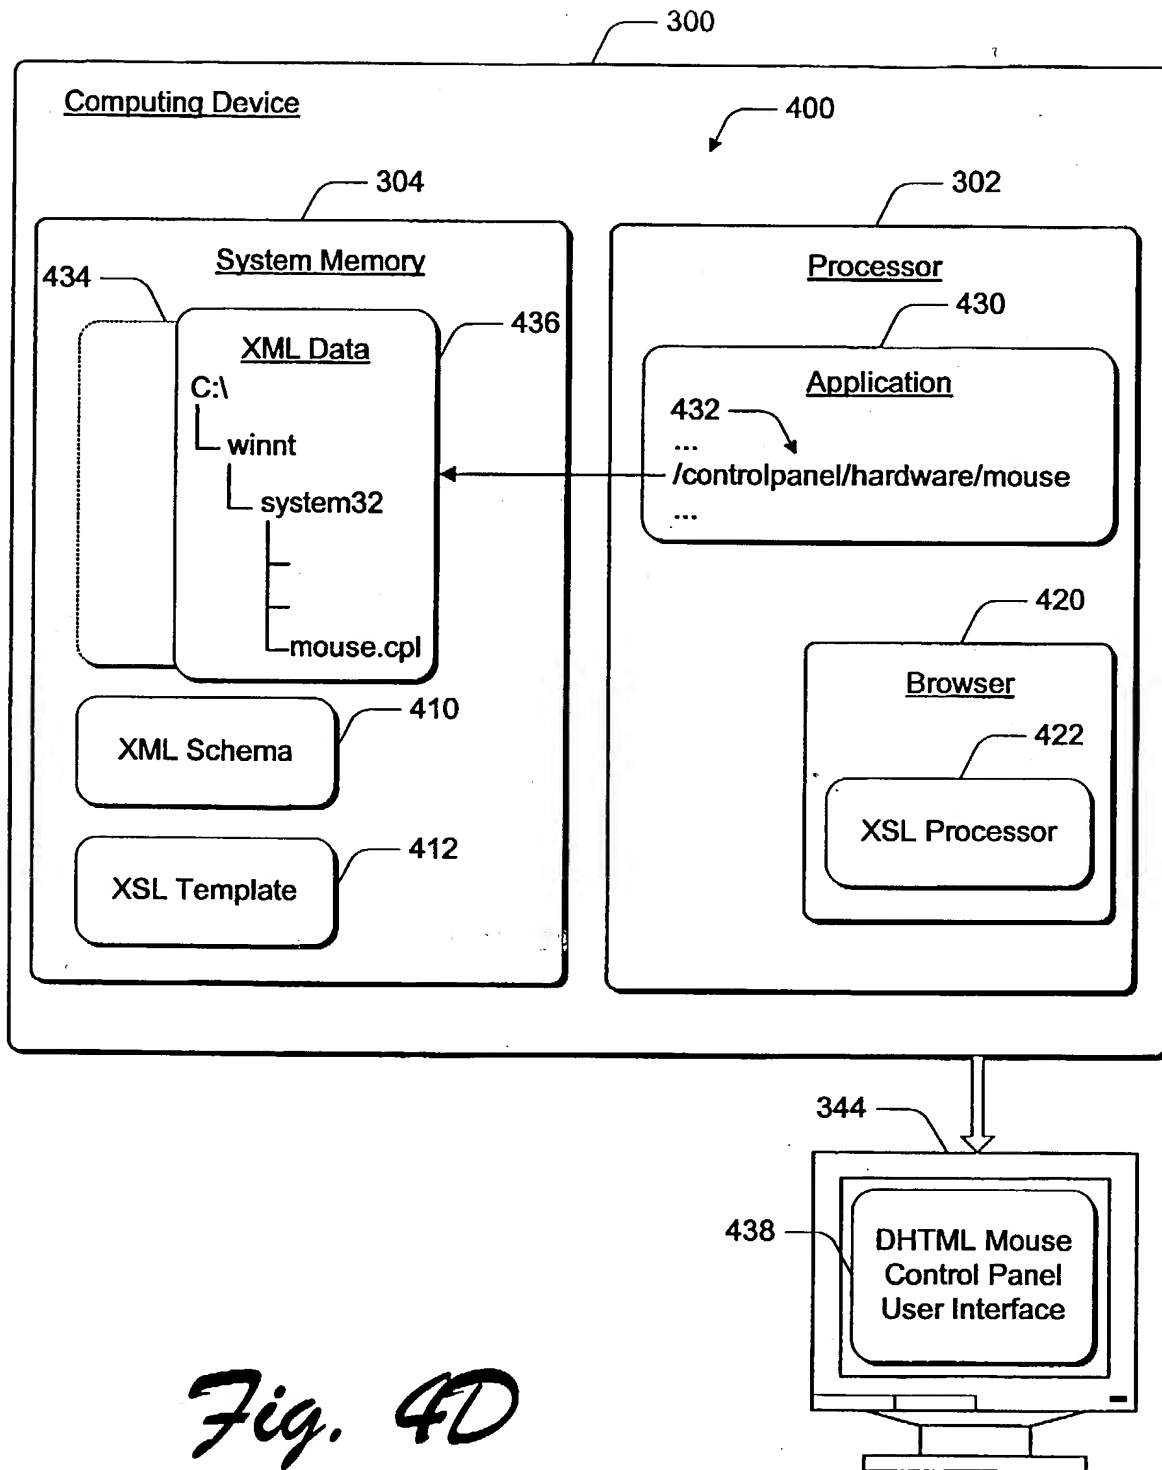 300
Computing Device
400
304
302
System Memory
Processor
434
436
430
XML Data
Application
C:\
432
winnt
...
/controlpanel/hardware/mouse
system32
...
mouse.cpl
420
Browser
410
XML Schema
422
XSL Processor
412
XSL Template
344
438
DHTML Mouse
Control Panel
User Interface
Fig. 4D